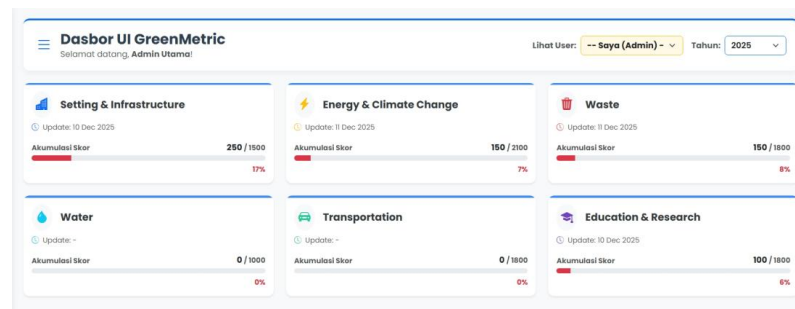 Dasbor UI GreenMetric
Selamat datang, Admin Utama!
Lihat User: -- Saya (Admin) - Tahun: 2025
Setting & Infrastructure
Update: 10 Dec 2025
Akumulasi Skor 250 / 1500
17%
Energy & Climate Change
Update: 11 Dec 2025
Akumulasi Skor 150 / 2100
7%
Waste
Update: 11 Dec 2025
Akumulasi Skor 150 / 1800
8%
Water
Update: -
Akumulasi Skor 0 / 1000
0%
Transportation
Update: -
Akumulasi Skor 0 / 1800
0%
Education & Research
Update: 10 Dec 2025
Akumulasi Skor 100 / 1800
6%